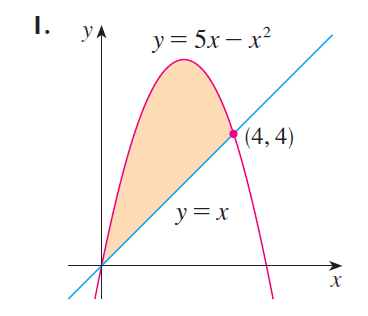 1.
y
y = 5x – x²
(4, 4)
y = x
x